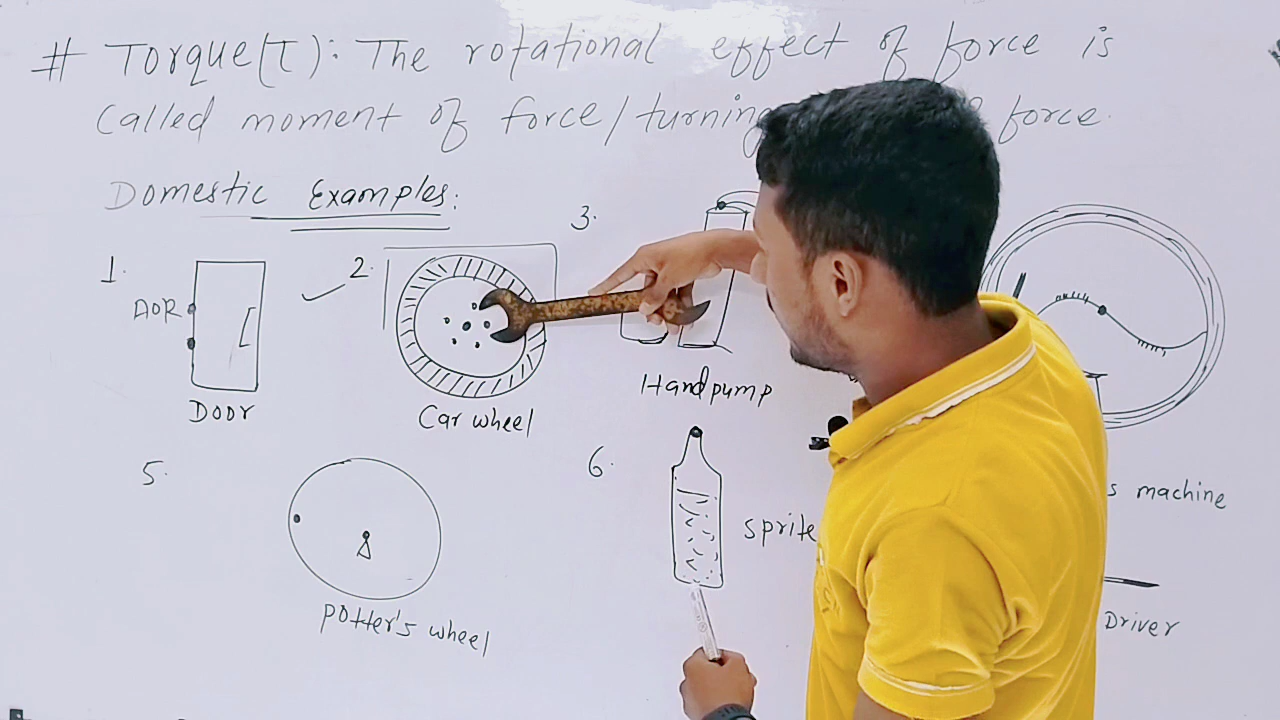 # Torque(τ): The rotational effect of force is
called moment of force/turning force.
Domestic Examples:
1.
AOR
Door
2.
Car wheel
3.
Handpump
s machine
5.
Potter's wheel
6.
sprite
Driver